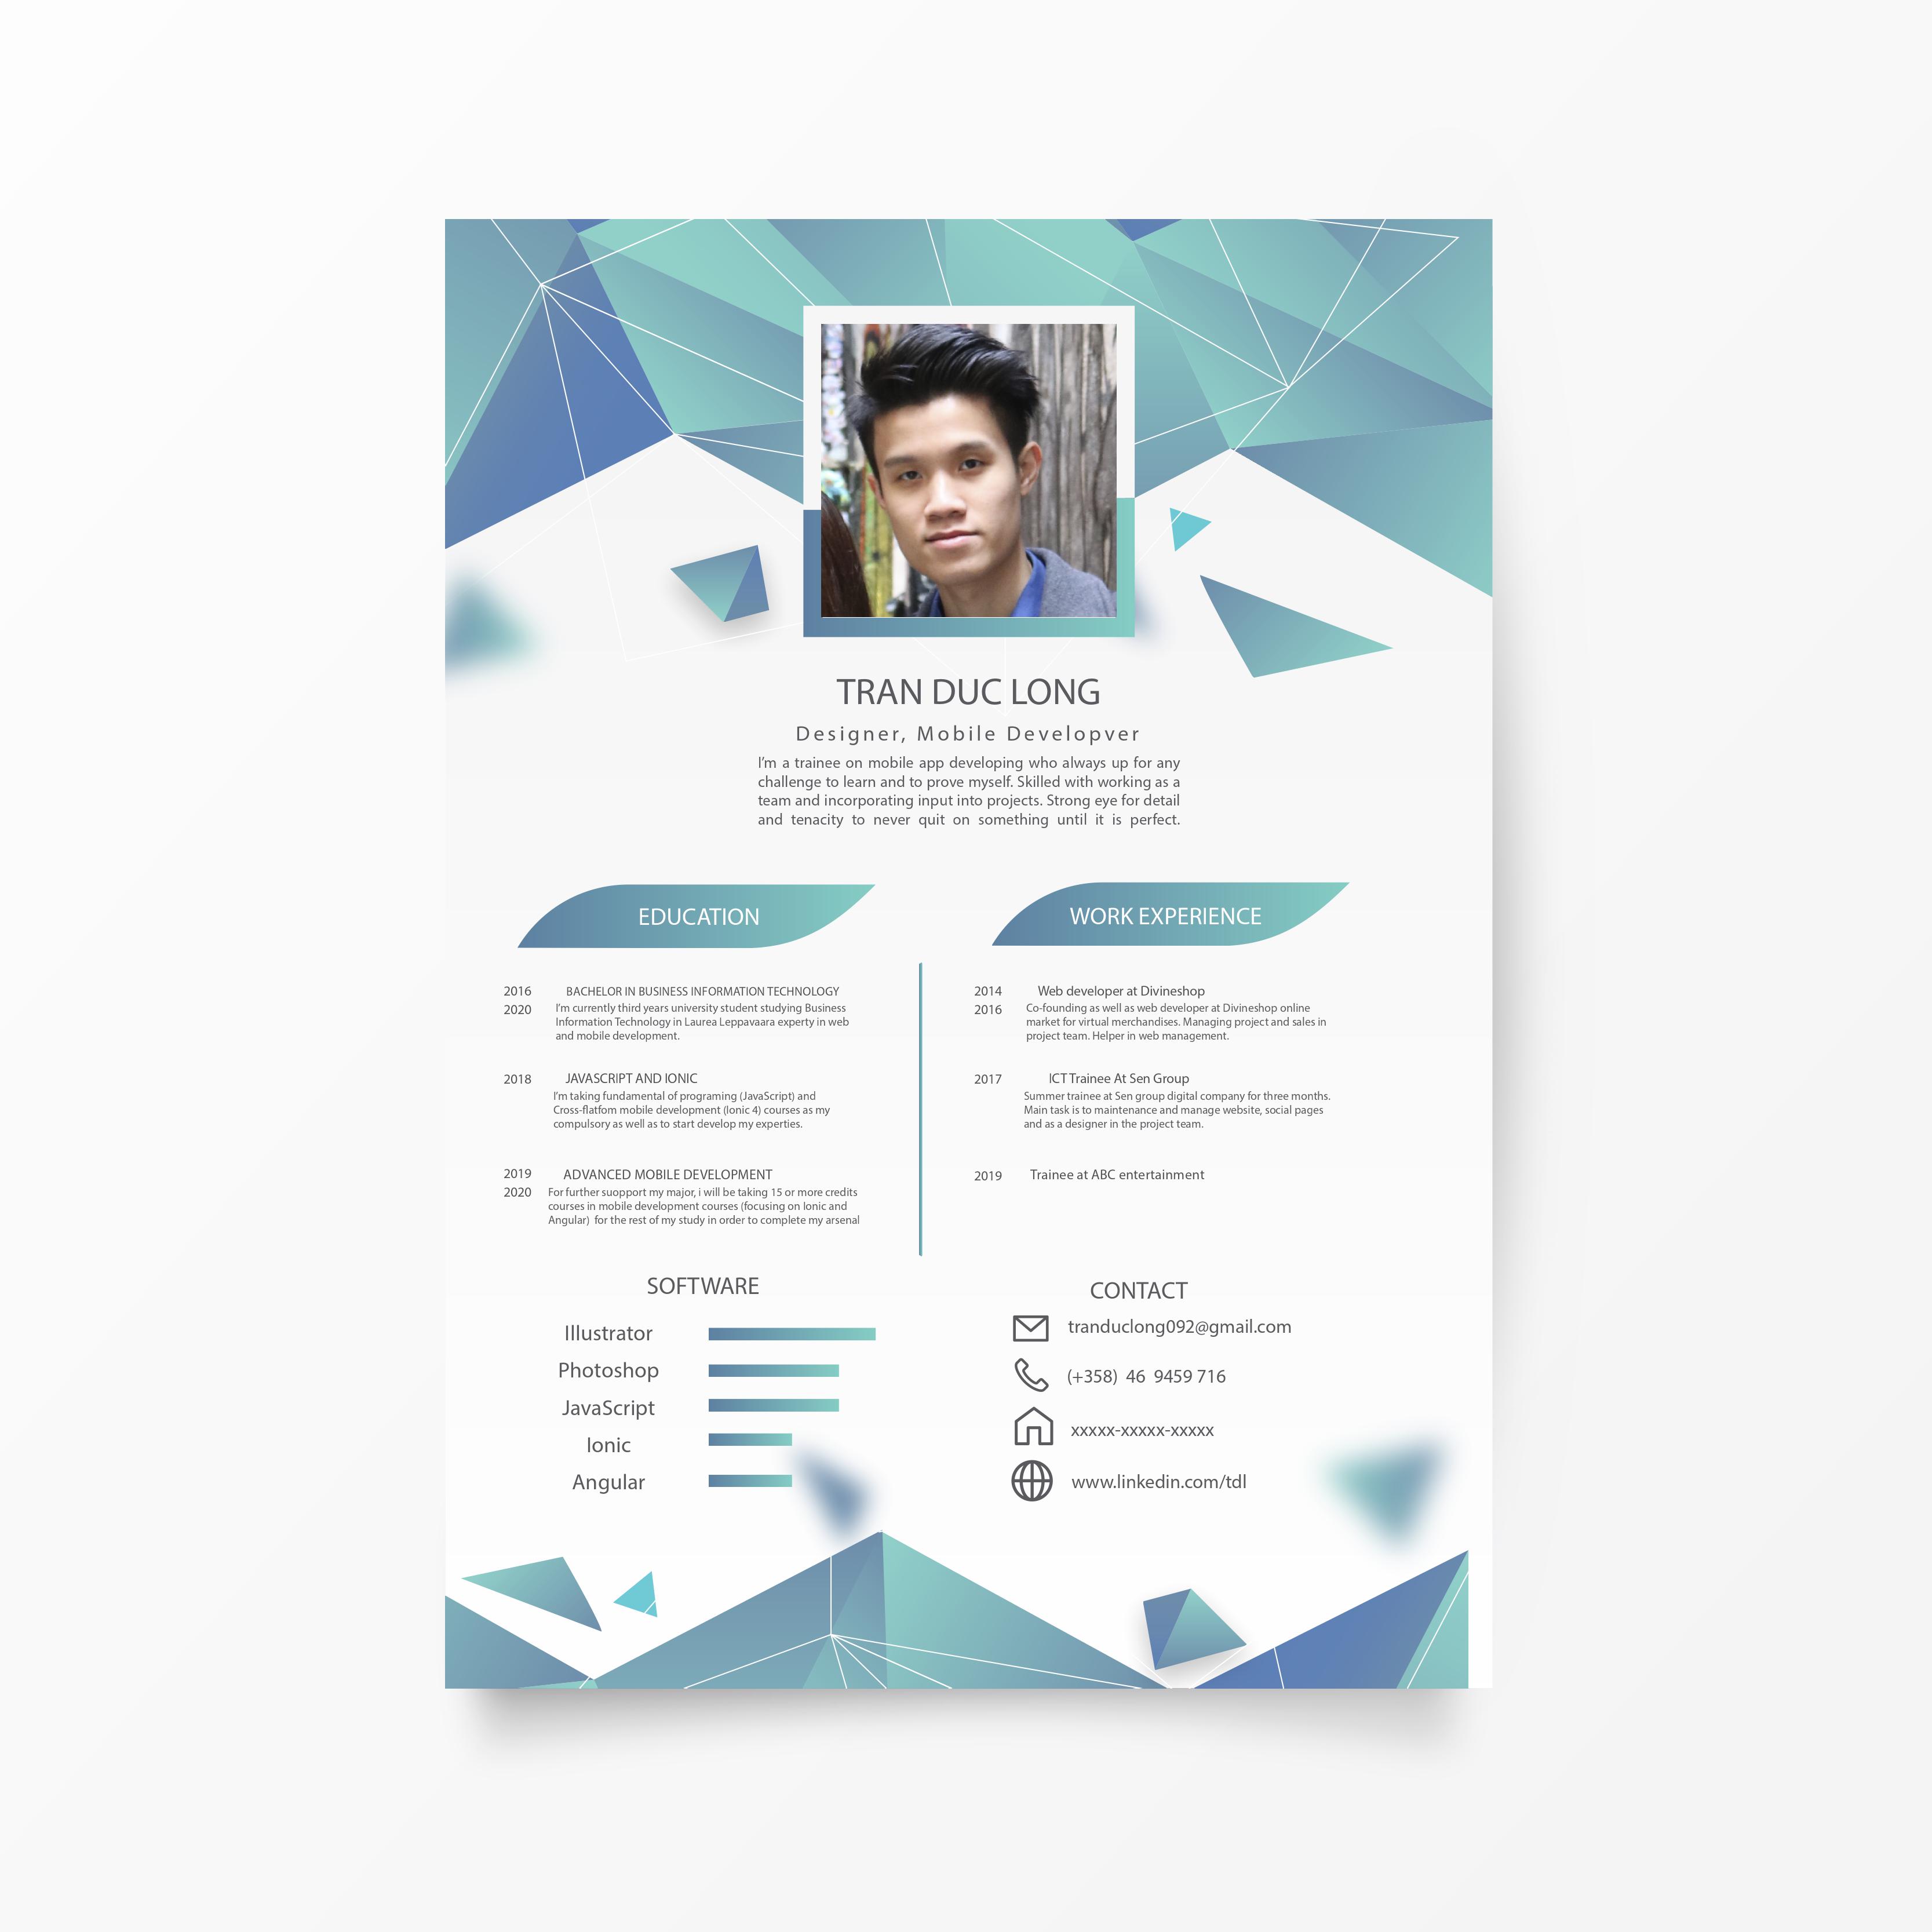 TRAN DUC LONG
Designer, Mobile Developver
I'm a trainee on mobile app developing who always up for any
challenge to learn and to prove myself. Skilled with working as a
team and incorporating input into projects. Strong eye for detail
and tenacity to never quit on something until it is perfect.
EDUCATION
2016 BACHELOR IN BUSINESS INFORMATION TECHNOLOGY
2020 I'm currently third years university student studying Business
Information Technology in Laurea Leppavaara experty in web
and mobile development.
2018 JAVASCRIPT AND IONIC
I'm taking fundamental of programing (JavaScript) and
Cross-flatfom mobile development (Ionic 4) courses as my
compulsory as well as to start develop my experties.
2019 ADVANCED MOBILE DEVELOPMENT
2020 For further suopport my major, i will be taking 15 or more credits
courses in mobile development courses (focusing on Ionic and
Angular) for the rest of my study in order to complete my arsenal
WORK EXPERIENCE
2014 Web developer at Divineshop
2016 Co-founding as well as web developer at Divineshop online
market for virtual merchandises. Managing project and sales in
project team. Helper in web management.
2017 ICT Trainee At Sen Group
Summer trainee at Sen group digital company for three months.
Main task is to maintenance and manage website, social pages
and as a designer in the project team.
2019 Trainee at ABC entertainment
SOFTWARE
Illustrator
Photoshop
JavaScript
Ionic
Angular
CONTACT
tranduclong092@gmail.com
(+358) 46 9459 716
xxxxx-xxxxx-xxxxx
www.linkedin.com/tdl